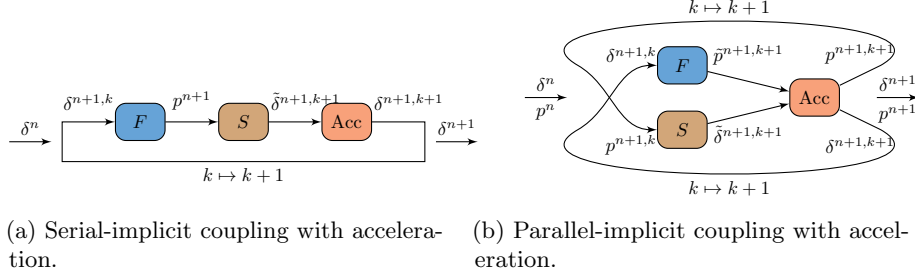 δ^n
δ^{n+1,k}
F
p^{n+1}
S
δ̃^{n+1,k+1}
Acc
δ^{n+1,k+1}
δ^{n+1}
k ↦ k + 1
(a) Serial-implicit coupling with accelera-
tion.
k ↦ k + 1
δ^n
p^n
δ^{n+1,k}
p^{n+1,k}
F
S
p̃^{n+1,k+1}
δ̃^{n+1,k+1}
Acc
p^{n+1,k+1}
δ^{n+1,k+1}
δ^{n+1}
p^{n+1}
k ↦ k + 1
(b) Parallel-implicit coupling with accel-
eration.